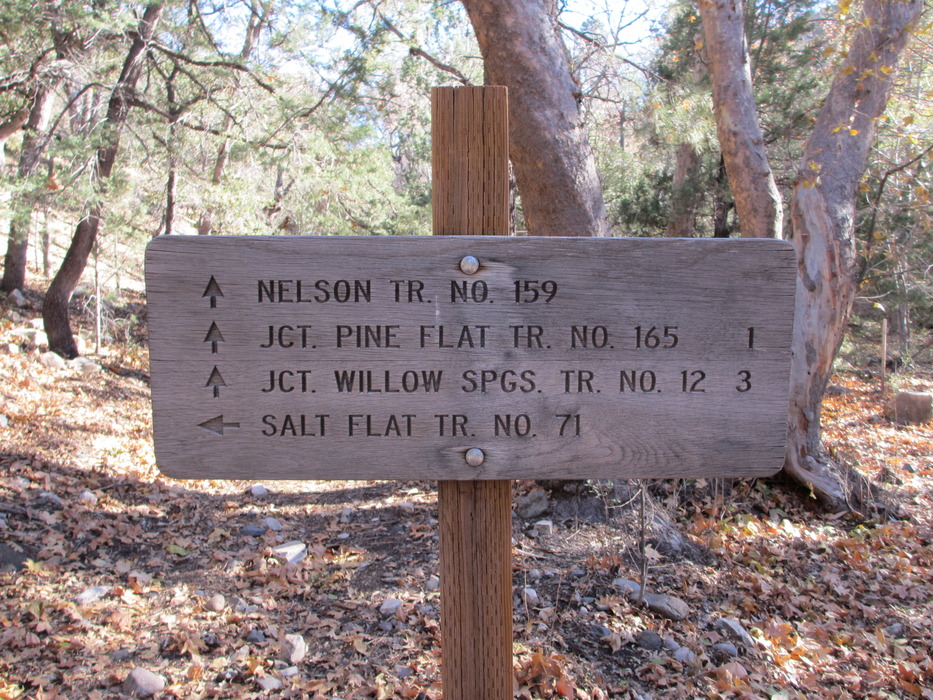 NELSON TR. NO. 159
JCT. PINE FLAT TR. NO. 165 1
JCT. WILLOW SPGS. TR. NO. 12 3
SALT FLAT TR. NO. 71